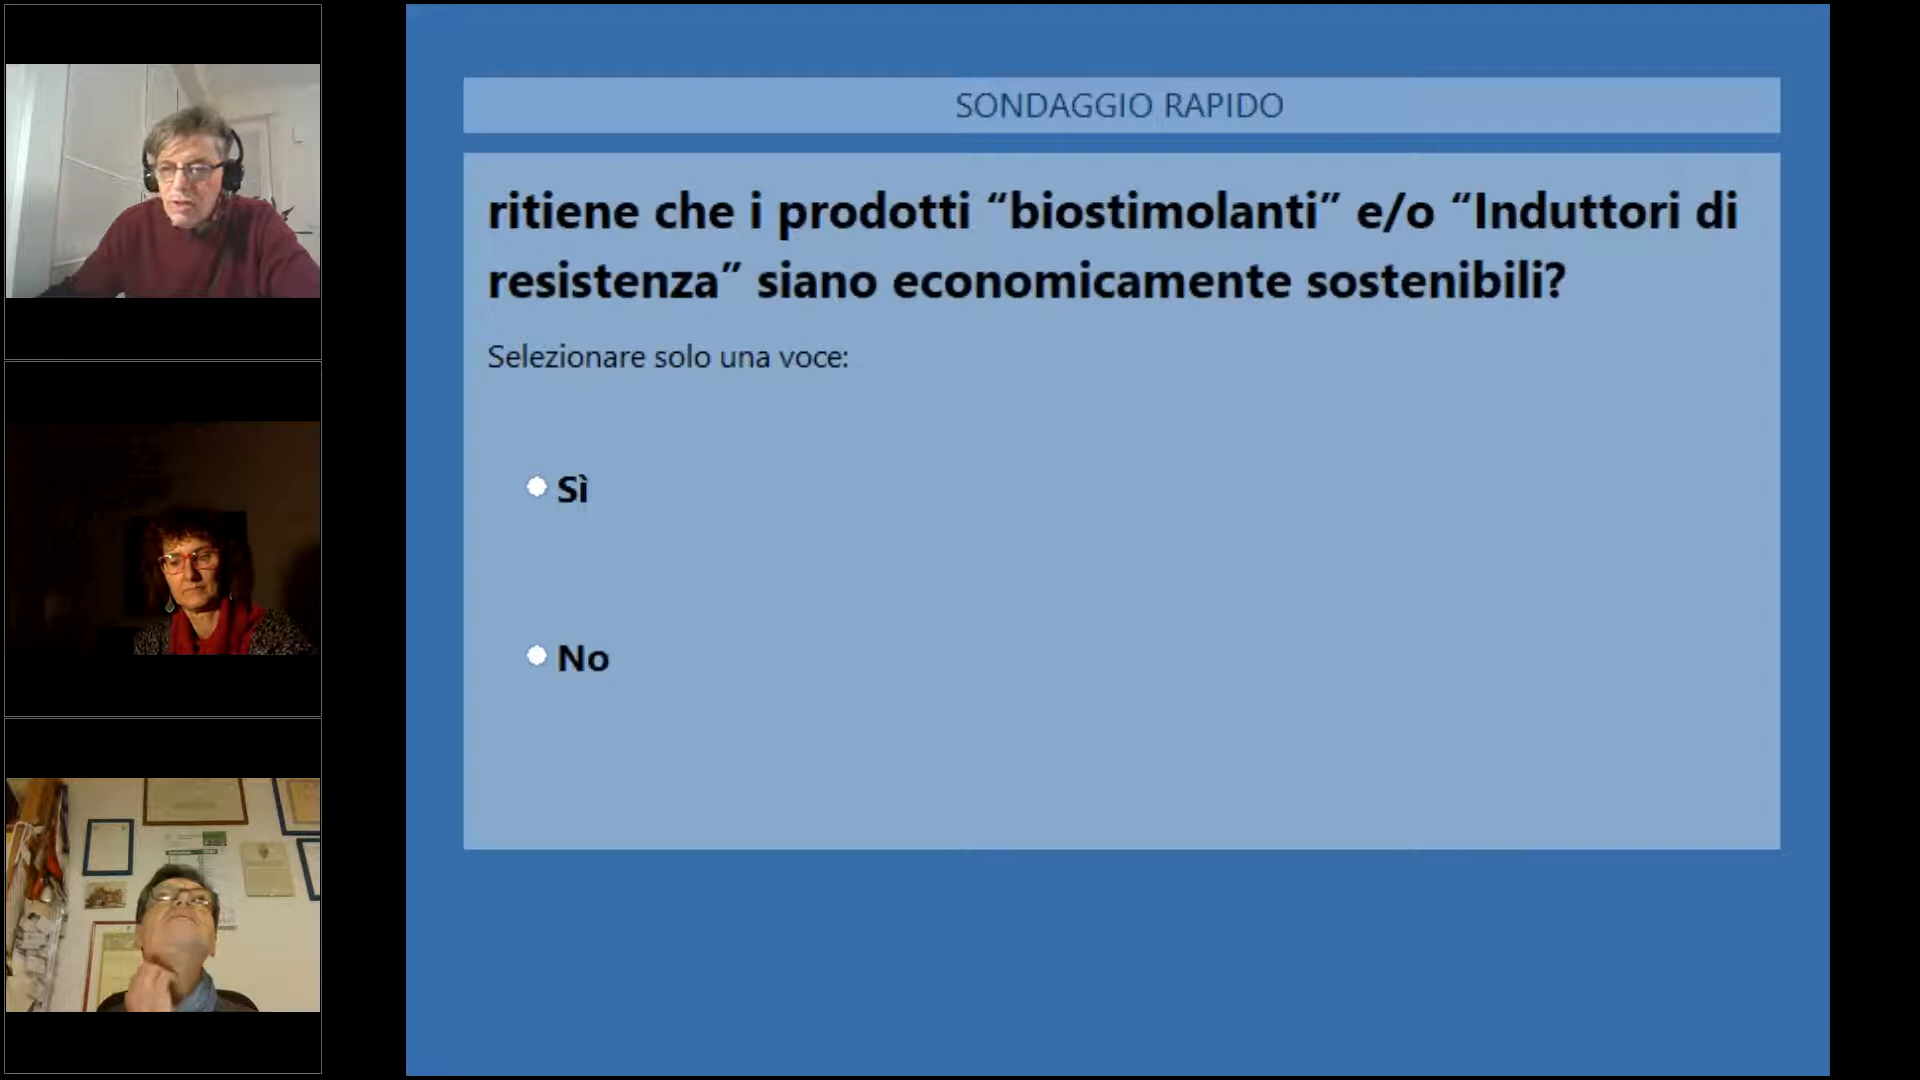 SONDAGGIO RAPIDO
ritiene che i prodotti “biostimolanti” e/o “Induttori di
resistenza” siano economicamente sostenibili?
Selezionare solo una voce:
Sì
No